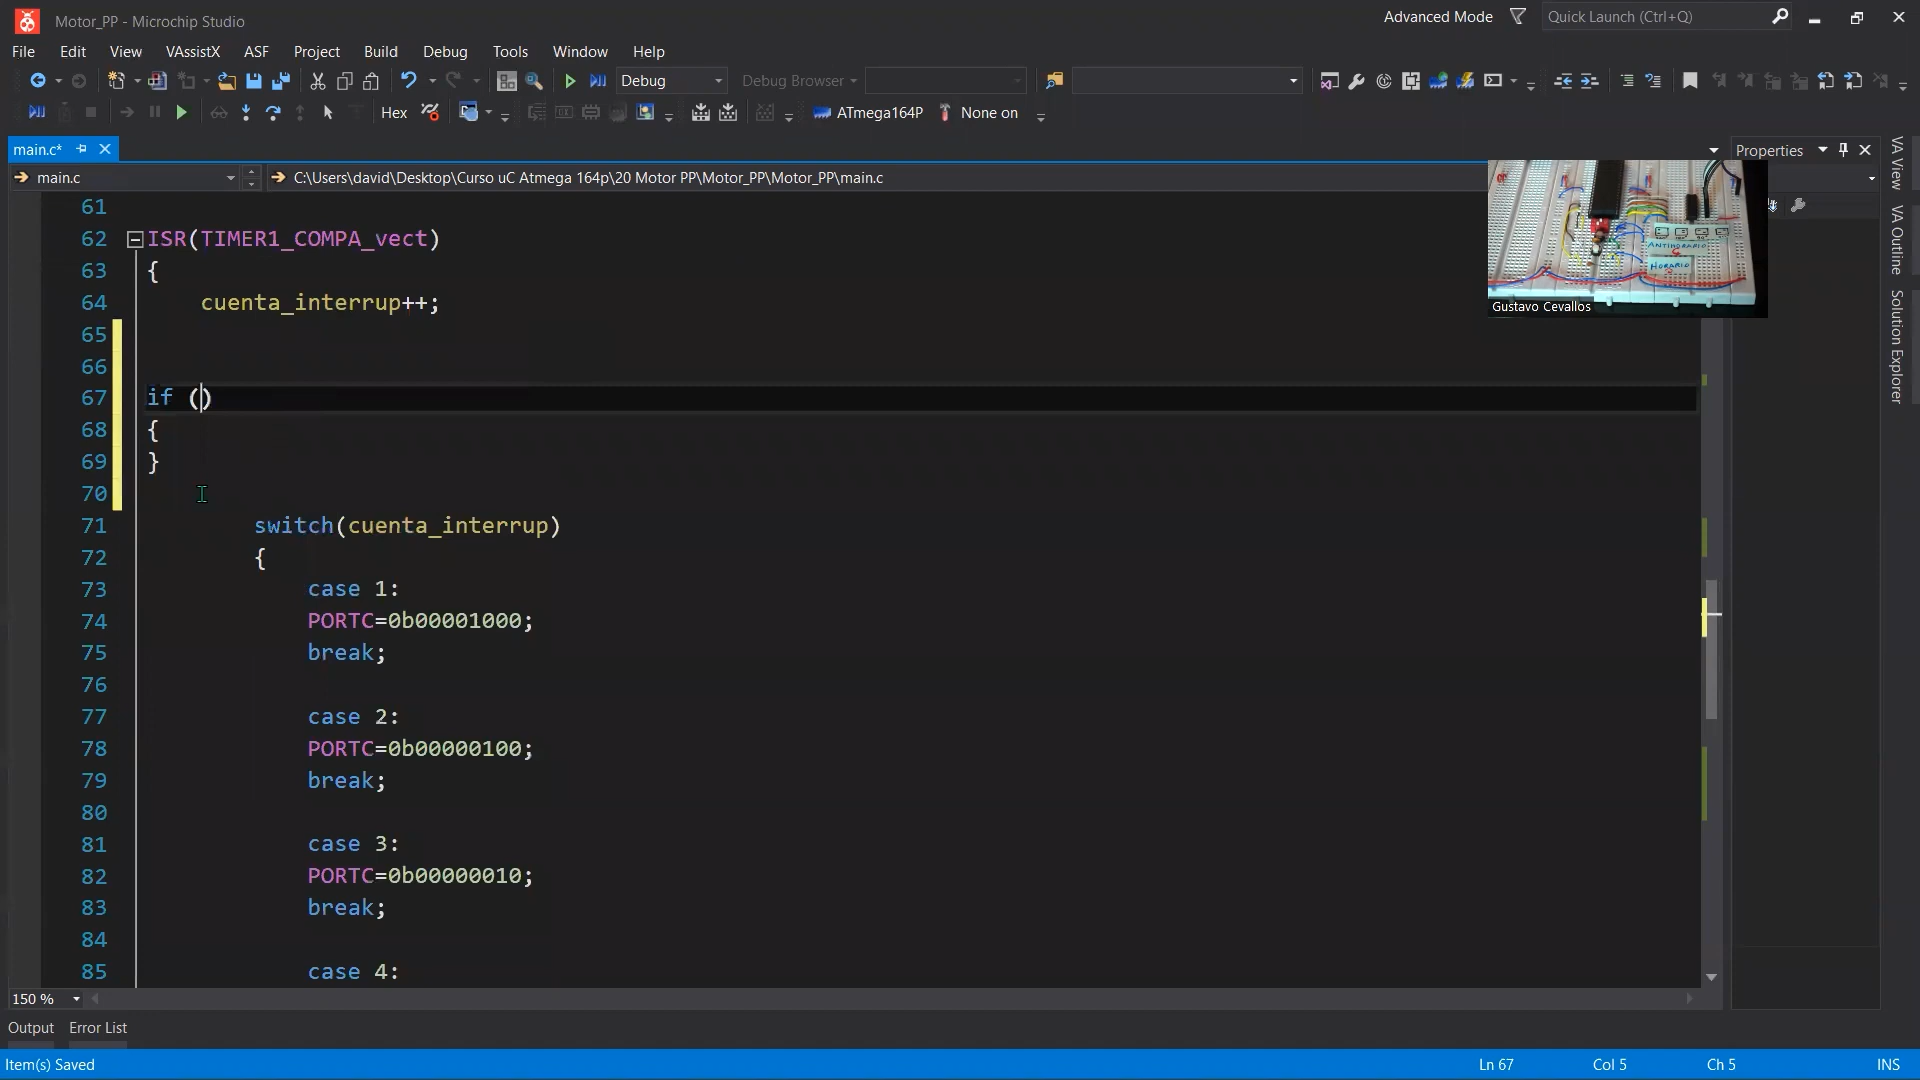 Motor_PP - Microchip Studio
Advanced Mode
Quick Launch (Ctrl+Q)
File Edit View VAssistX ASF Project Build Debug Tools Window Help
Debug
Debug Browser
Hex
ATmega164P
None on
main.c*
Properties
main.c
C:\Users\david\Desktop\Curso uC Atmega 164p\20 Motor PP\Motor_PP\Motor_PP\main.c
VA View
VA Outline
Solution Explorer
ANTIHORARIO
HORARIO
Gustavo Cevallos
61
62 ISR(TIMER1_COMPA_vect)
63 {
64 cuenta_interrup++;
65
66
67 if ()
68 {
69 }
70
71 switch(cuenta_interrup)
72 {
73 case 1:
74 PORTC=0b00001000;
75 break;
76
77 case 2:
78 PORTC=0b00000100;
79 break;
80
81 case 3:
82 PORTC=0b00000010;
83 break;
84
85 case 4:
150 %
Output Error List
Item(s) Saved
Ln 67 Col 5 Ch 5 INS